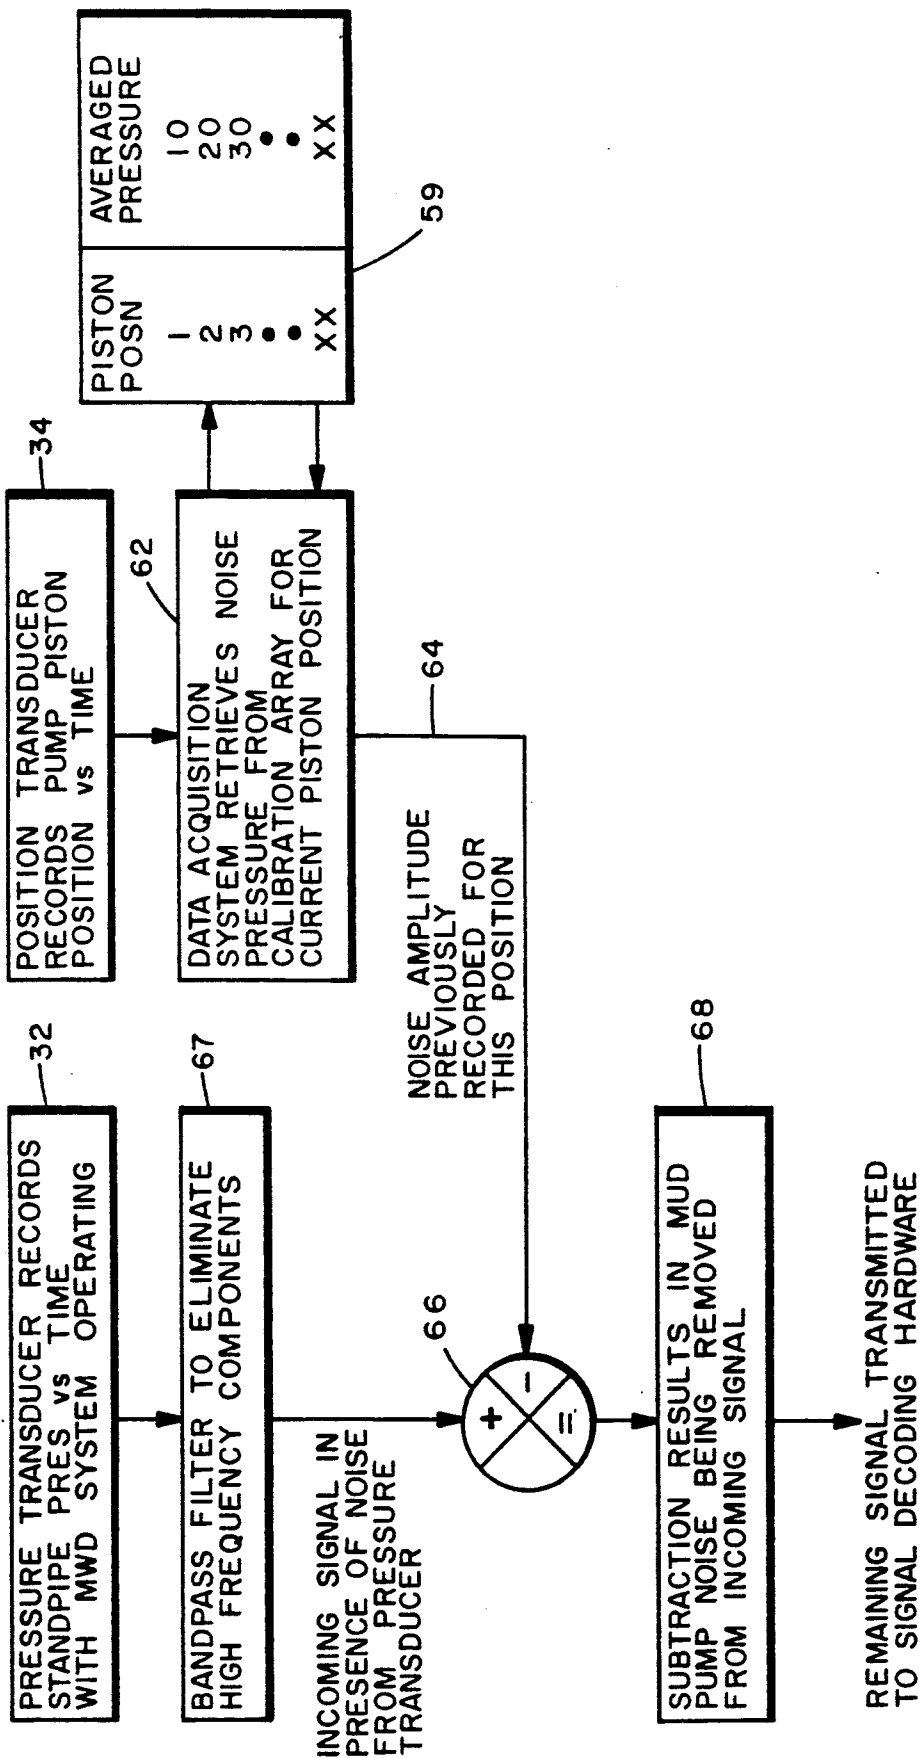 PRESSURE TRANSDUCER RECORDS
STANDPIPE PRES vs TIME
WITH MWD SYSTEM OPERATING
32
BANDPASS FILTER TO ELIMINATE
HIGH FREQUENCY COMPONENTS
67
INCOMING SIGNAL IN
PRESENCE OF NOISE
FROM PRESSURE
TRANSDUCER
POSITION TRANSDUCER
RECORDS PUMP PISTON
POSITION vs TIME
34
DATA ACQUISITION
SYSTEM RETRIEVES NOISE
PRESSURE FROM
CALIBRATION ARRAY FOR
CURRENT PISTON POSITION
62
PISTON
POSN
AVERAGED
PRESSURE
1 10
2 20
3 30
• •
• •
XX XX
59
64
NOISE AMPLITUDE
PREVIOUSLY
RECORDED FOR
THIS POSITION
66
+
−
=
SUBTRACTION RESULTS IN MUD
PUMP NOISE BEING REMOVED
FROM INCOMING SIGNAL
68
REMAINING SIGNAL TRANSMITTED
TO SIGNAL DECODING HARDWARE